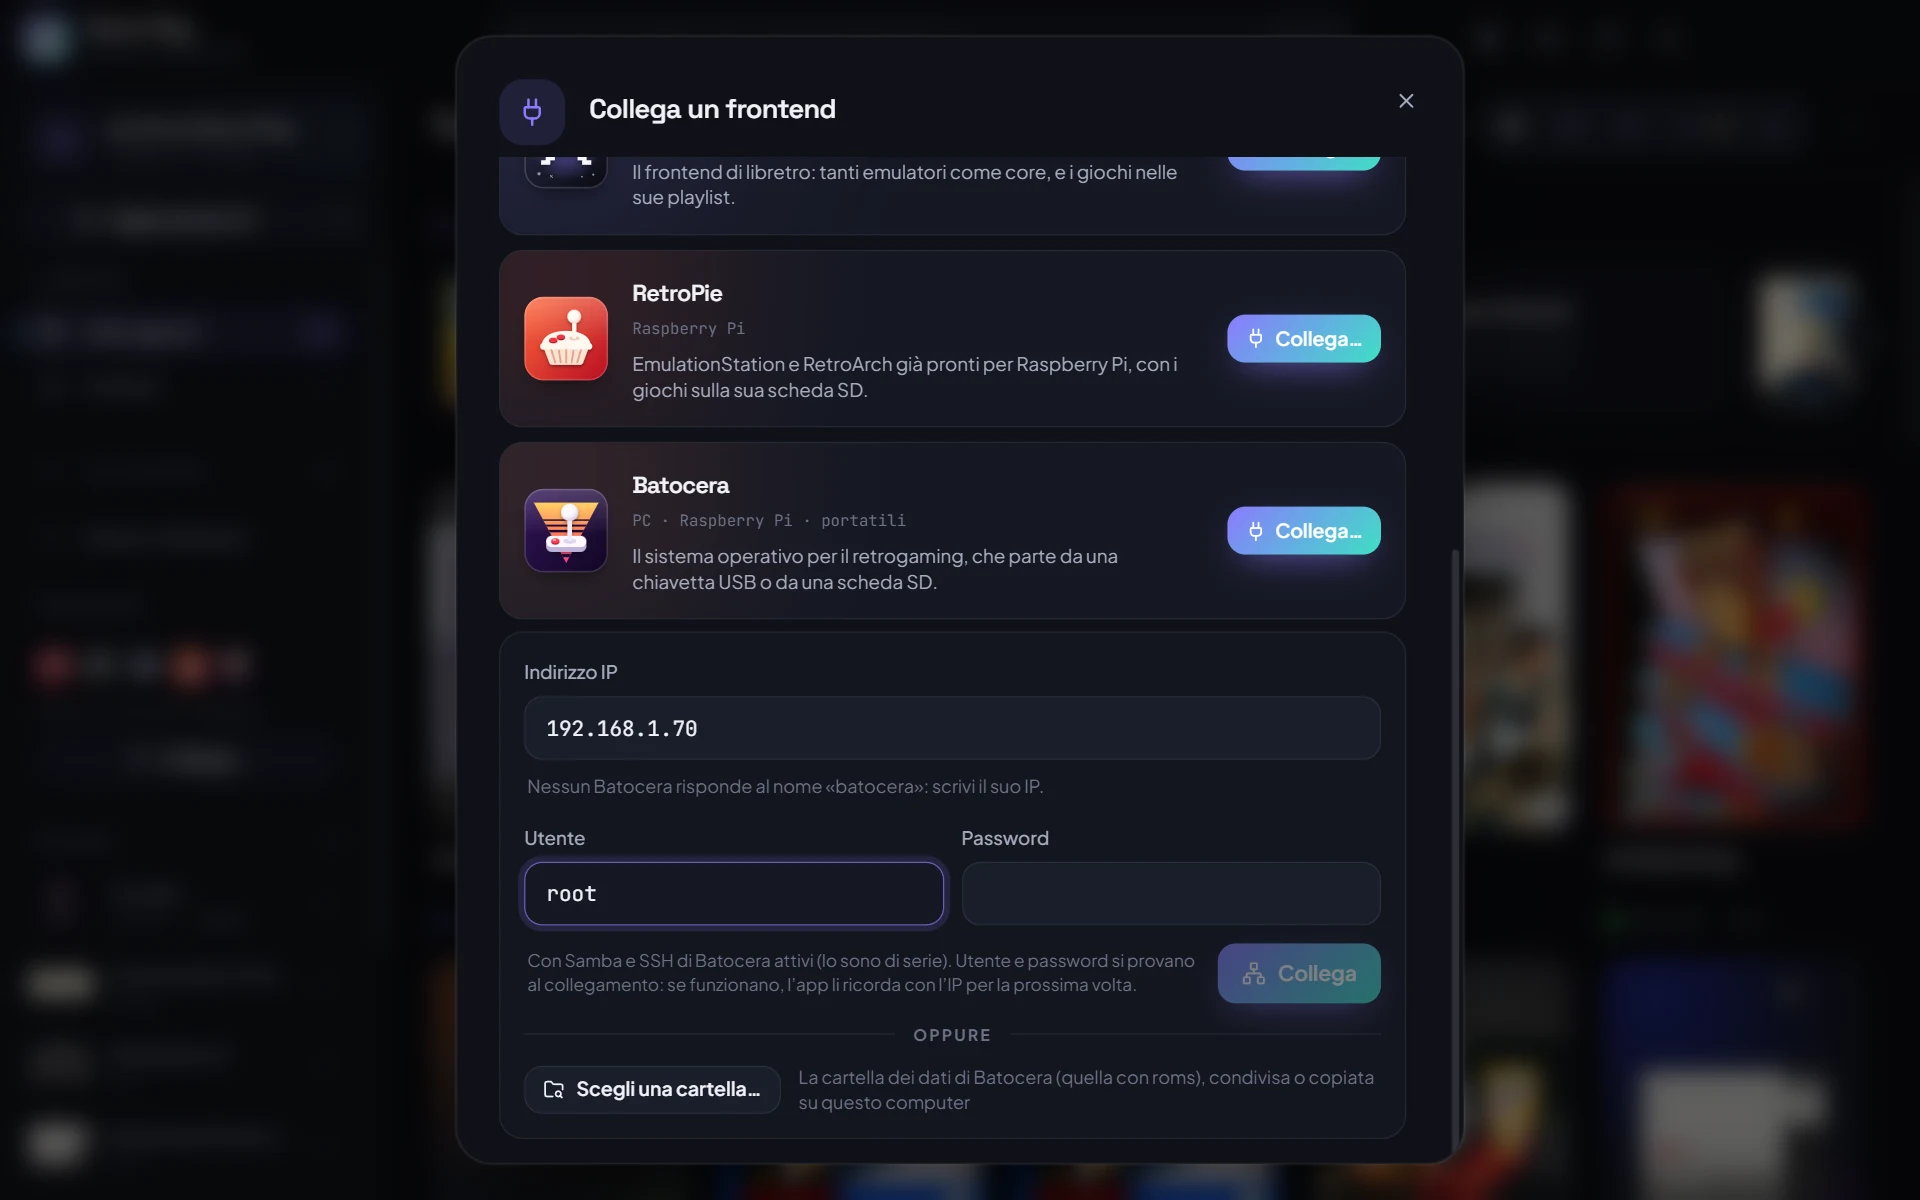 Collega un frontend
Il frontend di libretro: tanti emulatori come core, e i giochi nelle
sue playlist.
RetroPie
Raspberry Pi
EmulationStation e RetroArch già pronti per Raspberry Pi, con i
giochi sulla sua scheda SD.
Collega…
Batocera
PC · Raspberry Pi · portatili
Il sistema operativo per il retrogaming, che parte da una
chiavetta USB o da una scheda SD.
Collega…
Indirizzo IP
192.168.1.70
Nessun Batocera risponde al nome «batocera»: scrivi il suo IP.
Utente
Password
root
Con Samba e SSH di Batocera attivi (lo sono di serie). Utente e password si provano
al collegamento: se funzionano, l'app li ricorda con l'IP per la prossima volta.
Collega
OPPURE
Scegli una cartella…
La cartella dei dati di Batocera (quella con roms), condivisa o copiata
su questo computer